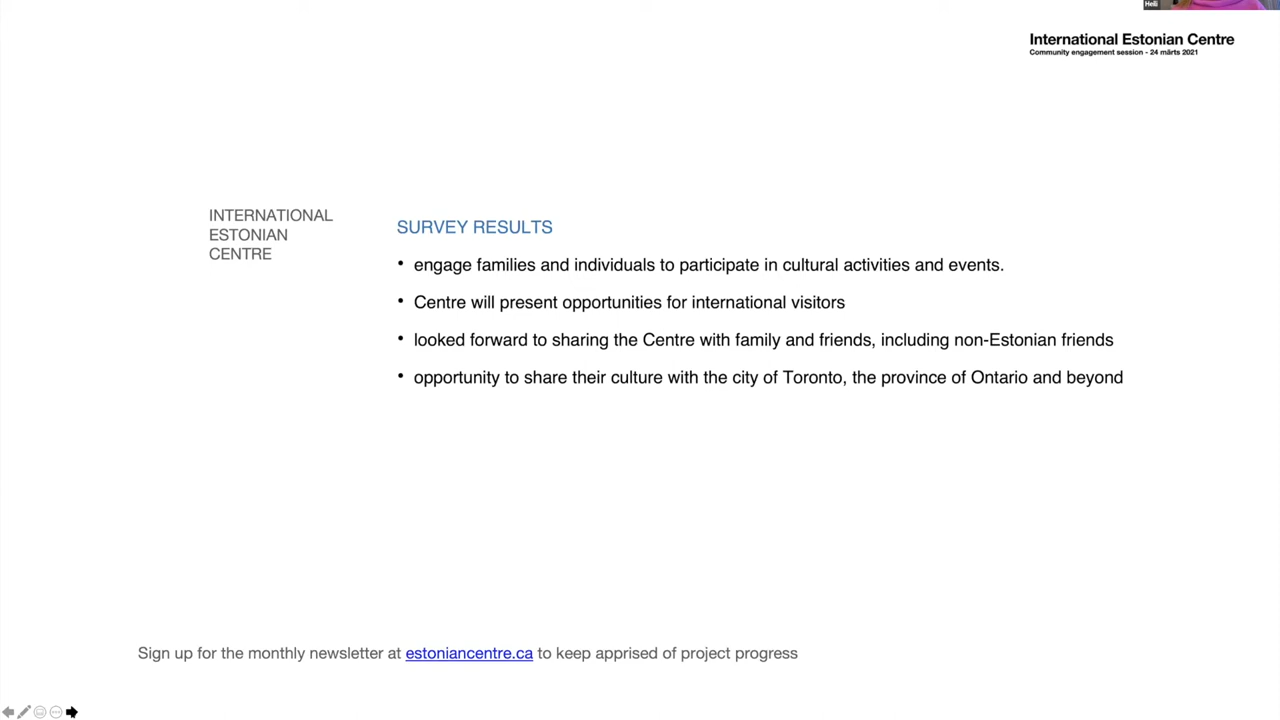 Heili
International Estonian Centre
Community engagement session - 24 märts 2021
INTERNATIONAL
ESTONIAN
CENTRE
SURVEY RESULTS
• engage families and individuals to participate in cultural activities and events.
• Centre will present opportunities for international visitors
• looked forward to sharing the Centre with family and friends, including non-Estonian friends
• opportunity to share their culture with the city of Toronto, the province of Ontario and beyond
Sign up for the monthly newsletter at estoniancentre.ca to keep apprised of project progress